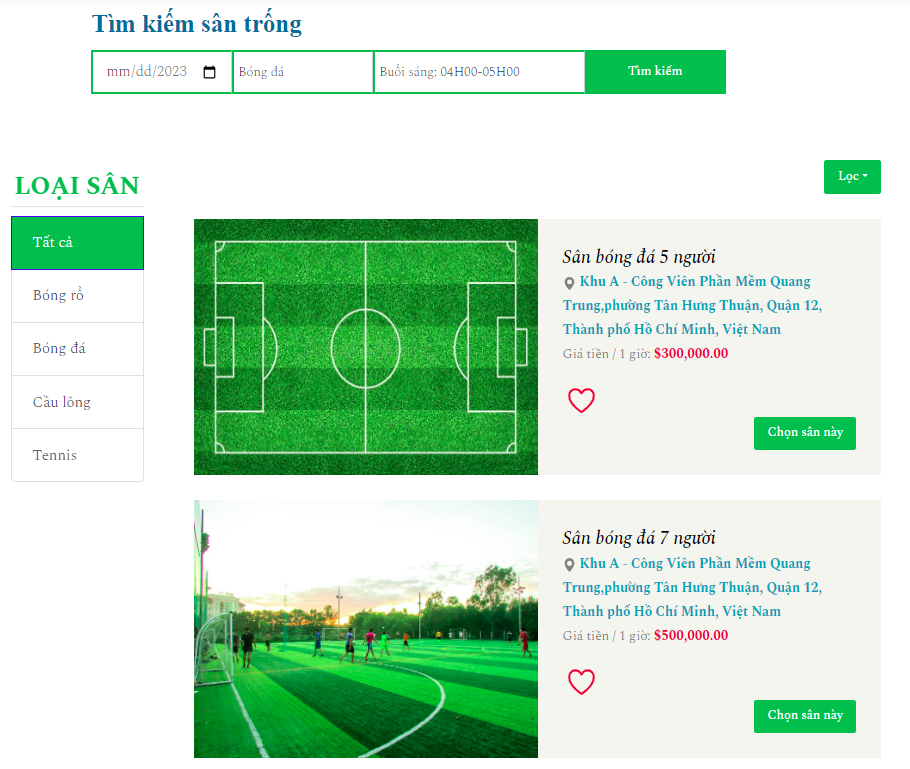 Tìm kiếm sân trống
mm/dd/2023
Bóng đá
Buổi sáng: 04H00-05H00
Tìm kiếm
LOẠI SÂN
Lọc
Tất cả
Bóng rổ
Bóng đá
Cầu lông
Tennis
Sân bóng đá 5 người
Khu A - Công Viên Phần Mềm Quang
Trung,phường Tân Hưng Thuận, Quận 12,
Thành phố Hồ Chí Minh, Việt Nam
Giá tiền / 1 giờ: $300,000.00
Chọn sân này
Sân bóng đá 7 người
Khu A - Công Viên Phần Mềm Quang
Trung,phường Tân Hưng Thuận, Quận 12,
Thành phố Hồ Chí Minh, Việt Nam
Giá tiền / 1 giờ: $500,000.00
Chọn sân này